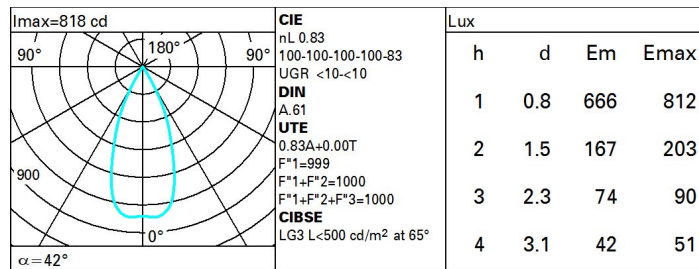 Imax=818 cd
90°
180°
90°
900
0°
α=42°
CIE
nL 0.83
100-100-100-100-83
UGR <10-<10
DIN
A.61
UTE
0.83A+0.00T
F"1=999
F"1+F"2=1000
F"1+F"2+F"3=1000
CIBSE
LG3 L<500 cd/m² at 65°
Lux
h d Em Emax
1 0.8 666 812
2 1.5 167 203
3 2.3 74 90
4 3.1 42 51